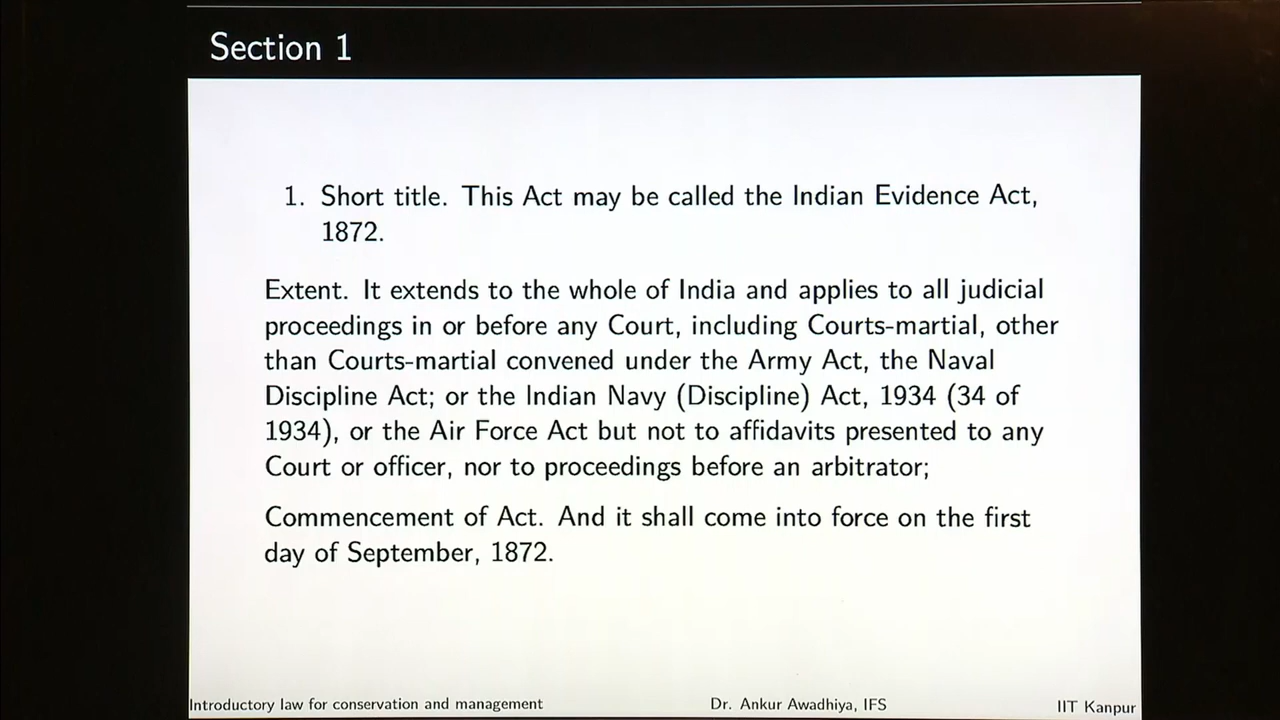 Section 1
1. Short title. This Act may be called the Indian Evidence Act,
1872.
Extent. It extends to the whole of India and applies to all judicial
proceedings in or before any Court, including Courts-martial, other
than Courts-martial convened under the Army Act, the Naval
Discipline Act; or the Indian Navy (Discipline) Act, 1934 (34 of
1934), or the Air Force Act but not to affidavits presented to any
Court or officer, nor to proceedings before an arbitrator;
Commencement of Act. And it shall come into force on the first
day of September, 1872.
Introductory law for conservation and management Dr. Ankur Awadhiya, IFS IIT Kanpur